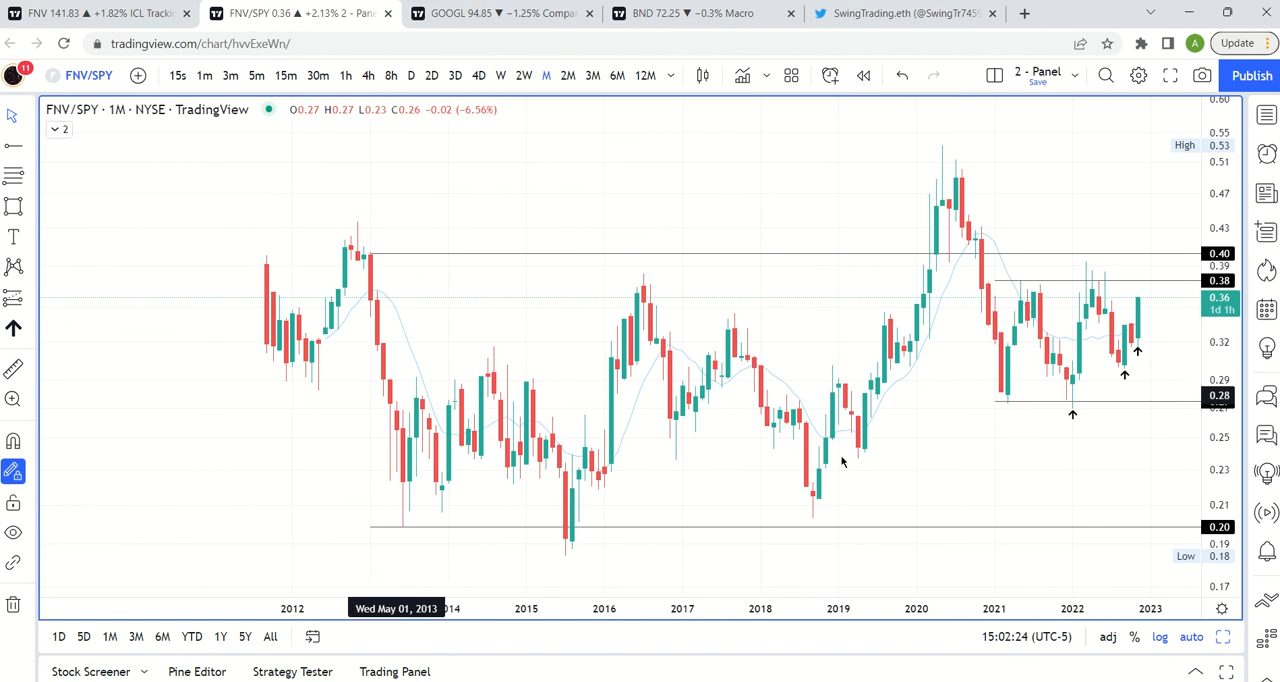 FNV 141.83 ▲ +1.82% ICL Trackin
FNV/SPY 0.36 ▲ +2.13% 2 - Pane
GOOGL 94.85 ▼ −1.25% Compa
BND 72.25 ▼ −0.3% Macro
SwingTrading.eth (@SwingTr745
tradingview.com/chart/hvvExeWn/
A
Update
11
FNV/SPY
15s 1m 3m 5m 15m 30m 1h 4h 8h D 2D 3D 4D W 2W M 2M 3M 6M 12M
2 - Panel
Save
Publish
FNV/SPY · 1M · NYSE · TradingView
O0.27 H0.27 L0.23 C0.26 −0.02 (−6.56%)
2
0.60
0.55
High 0.53
0.51
0.47
0.43
0.40
0.39
0.38
0.36
1d 1h
0.32
0.29
0.28
0.25
0.23
0.21
0.20
0.19
Low 0.18
0.17
2012
Wed May 01, 2013
14
2015
2016
2017
2018
2019
2020
2021
2022
2023
1D 5D 1M 3M 6M YTD 1Y 5Y All
15:02:24 (UTC-5)
adj % log auto
Stock Screener
Pine Editor
Strategy Tester
Trading Panel